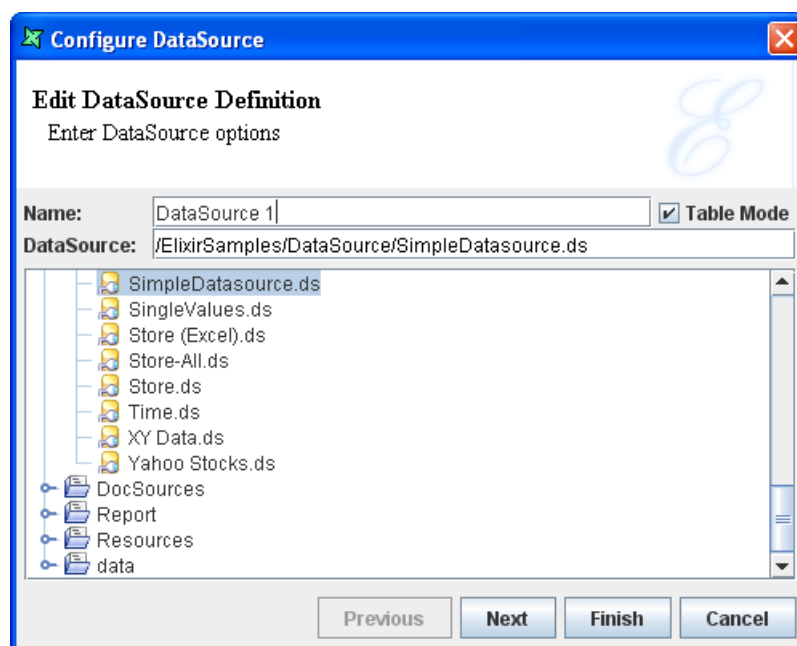 Configure DataSource
Edit DataSource Definition
Enter DataSource options
Name: DataSource 1 Table Mode
DataSource: /ElixirSamples/DataSource/SimpleDatasource.ds
SimpleDatasource.ds
SingleValues.ds
Store (Excel).ds
Store-All.ds
Store.ds
Time.ds
XY Data.ds
Yahoo Stocks.ds
DocSources
Report
Resources
data
Previous Next Finish Cancel